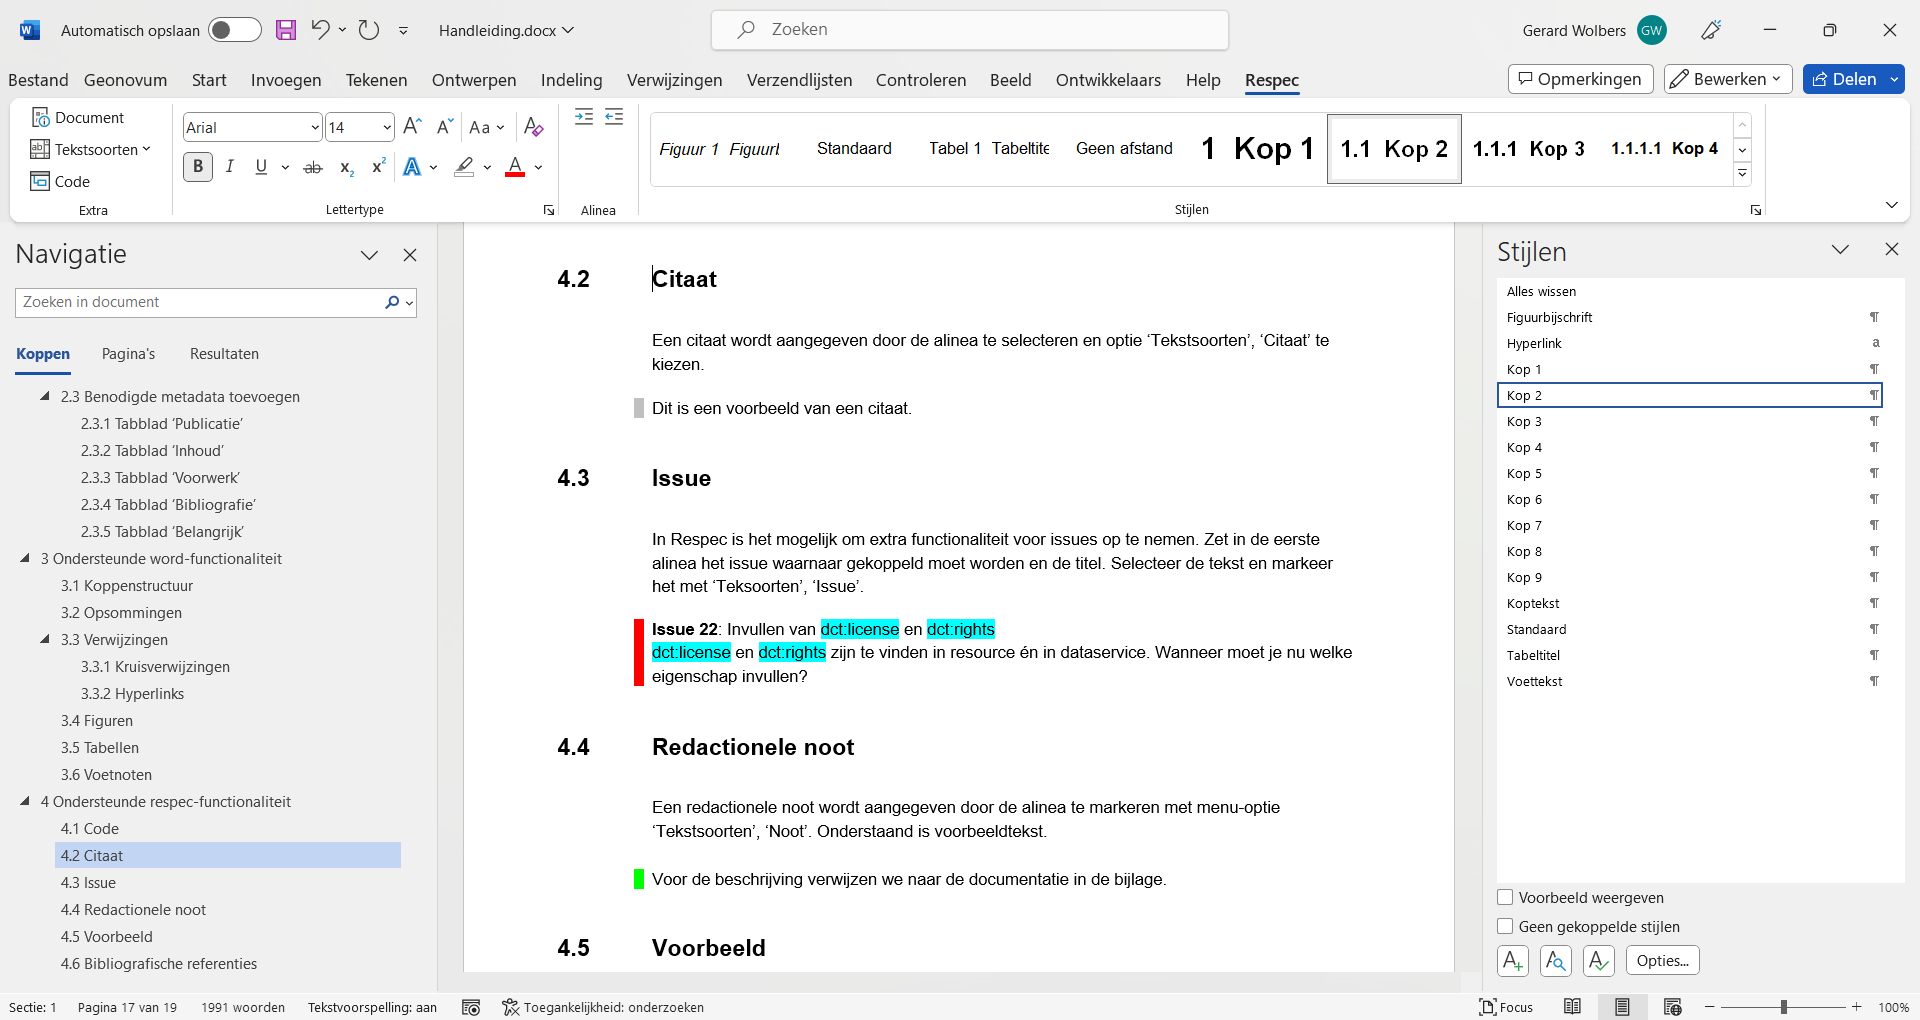 Automatisch opslaan
Handleiding.docx
Zoeken
Gerard Wolbers GW
Bestand Geonovum Start Invoegen Tekenen Ontwerpen Indeling Verwijzingen Verzendlijsten Controleren Beeld Ontwikkelaars Help Respec
Opmerkingen Bewerken Delen
Document
Tekstsoorten
Code
Extra
Arial 14
Aa
B I U ab x₂ x² A A
Lettertype
Alinea
Figuur 1 Figuurb
Standaard
Tabel 1 Tabeltite
Geen afstand
1 Kop 1
1.1 Kop 2
1.1.1 Kop 3
1.1.1.1 Kop 4
Stijlen
Navigatie
Zoeken in document
Koppen Pagina's Resultaten
2.3 Benodigde metadata toevoegen
2.3.1 Tabblad ‘Publicatie’
2.3.2 Tabblad ‘Inhoud’
2.3.3 Tabblad ‘Voorwerk’
2.3.4 Tabblad ‘Bibliografie’
2.3.5 Tabblad ‘Belangrijk’
3 Ondersteunde word-functionaliteit
3.1 Koppenstructuur
3.2 Opsommingen
3.3 Verwijzingen
3.3.1 Kruisverwijzingen
3.3.2 Hyperlinks
3.4 Figuren
3.5 Tabellen
3.6 Voetnoten
4 Ondersteunde respec-functionaliteit
4.1 Code
4.2 Citaat
4.3 Issue
4.4 Redactionele noot
4.5 Voorbeeld
4.6 Bibliografische referenties
4.2 Citaat
Een citaat wordt aangegeven door de alinea te selecteren en optie ‘Tekstsoorten’, ‘Citaat’ te
kiezen.
Dit is een voorbeeld van een citaat.
4.3 Issue
In Respec is het mogelijk om extra functionaliteit voor issues op te nemen. Zet in de eerste
alinea het issue waarnaar gekoppeld moet worden en de titel. Selecteer de tekst en markeer
het met ‘Teksoorten’, ‘Issue’.
Issue 22: Invullen van dct:license en dct:rights
dct:license en dct:rights zijn te vinden in resource én in dataservice. Wanneer moet je nu welke
eigenschap invullen?
4.4 Redactionele noot
Een redactionele noot wordt aangegeven door de alinea te markeren met menu-optie
‘Tekstsoorten’, ‘Noot’. Onderstaand is voorbeeldtekst.
Voor de beschrijving verwijzen we naar de documentatie in de bijlage.
4.5 Voorbeeld
Stijlen
Alles wissen
Figuurbijschrift ¶
Hyperlink a
Kop 1 ¶
Kop 2 ¶
Kop 3 ¶
Kop 4 ¶
Kop 5 ¶
Kop 6 ¶
Kop 7 ¶
Kop 8 ¶
Kop 9 ¶
Koptekst ¶
Standaard ¶
Tabeltitel ¶
Voettekst ¶
Voorbeeld weergeven
Geen gekoppelde stijlen
Opties...
Sectie: 1 Pagina 17 van 19 1991 woorden Tekstvoorspelling: aan Toegankelijkheid: onderzoeken
Focus
100%